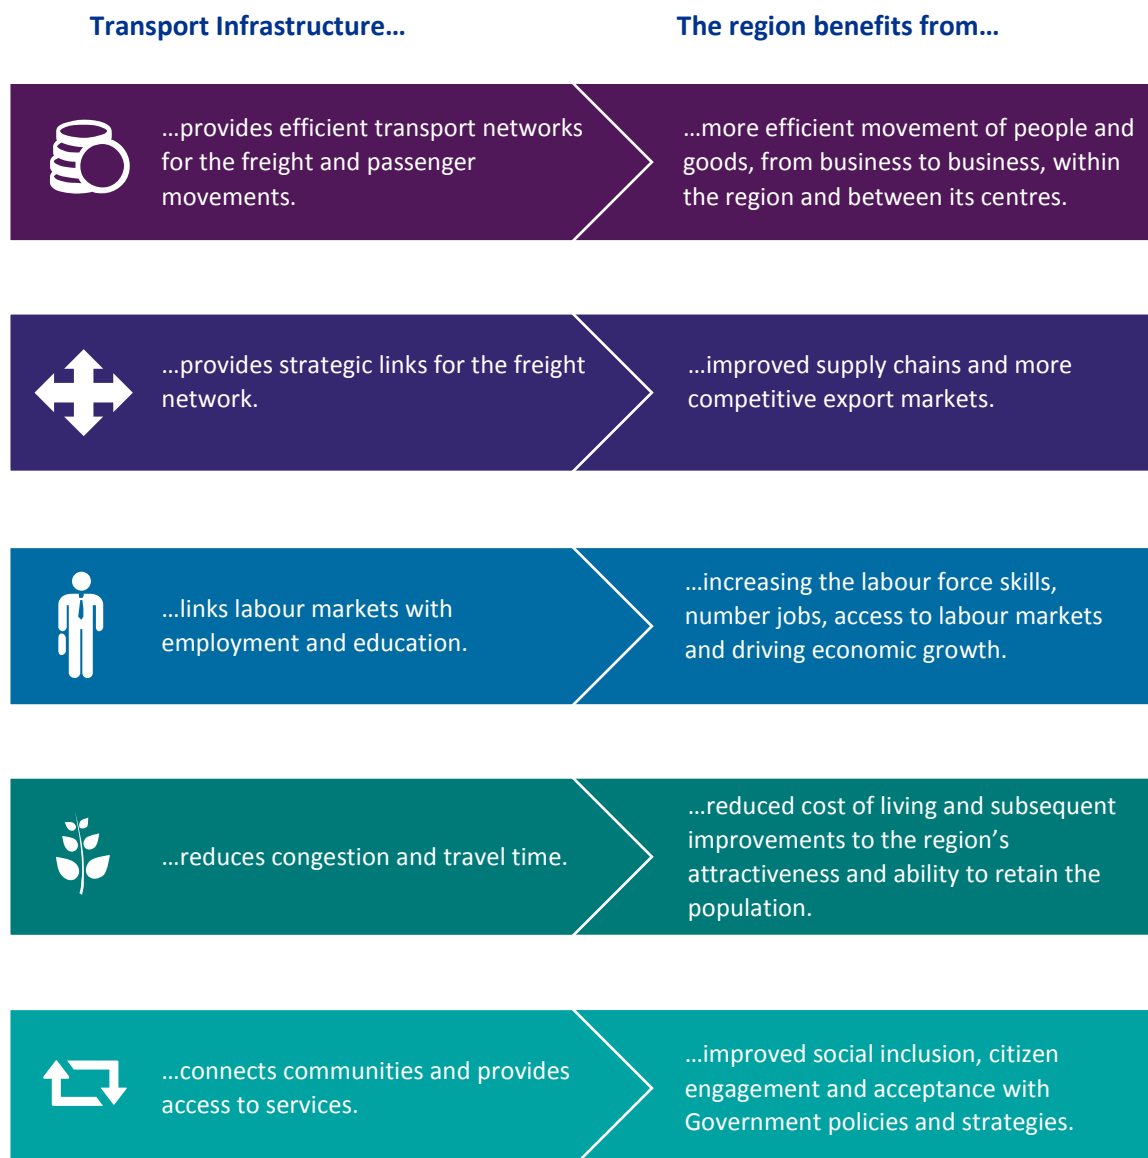 Transport Infrastructure…
The region benefits from…
…provides efficient transport networks
for the freight and passenger
movements.
…more efficient movement of people and
goods, from business to business, within
the region and between its centres.
…provides strategic links for the freight
network.
…improved supply chains and more
competitive export markets.
…links labour markets with
employment and education.
…increasing the labour force skills,
number jobs, access to labour markets
and driving economic growth.
…reduces congestion and travel time.
…reduced cost of living and subsequent
improvements to the region’s
attractiveness and ability to retain the
population.
…connects communities and provides
access to services.
…improved social inclusion, citizen
engagement and acceptance with
Government policies and strategies.